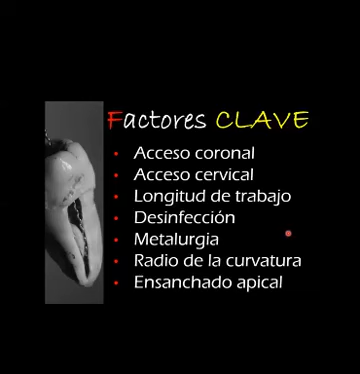 Factores CLAVE
• Acceso coronal
• Acceso cervical
• Longitud de trabajo
• Desinfección
• Metalurgia
• Radio de la curvatura
• Ensanchado apical